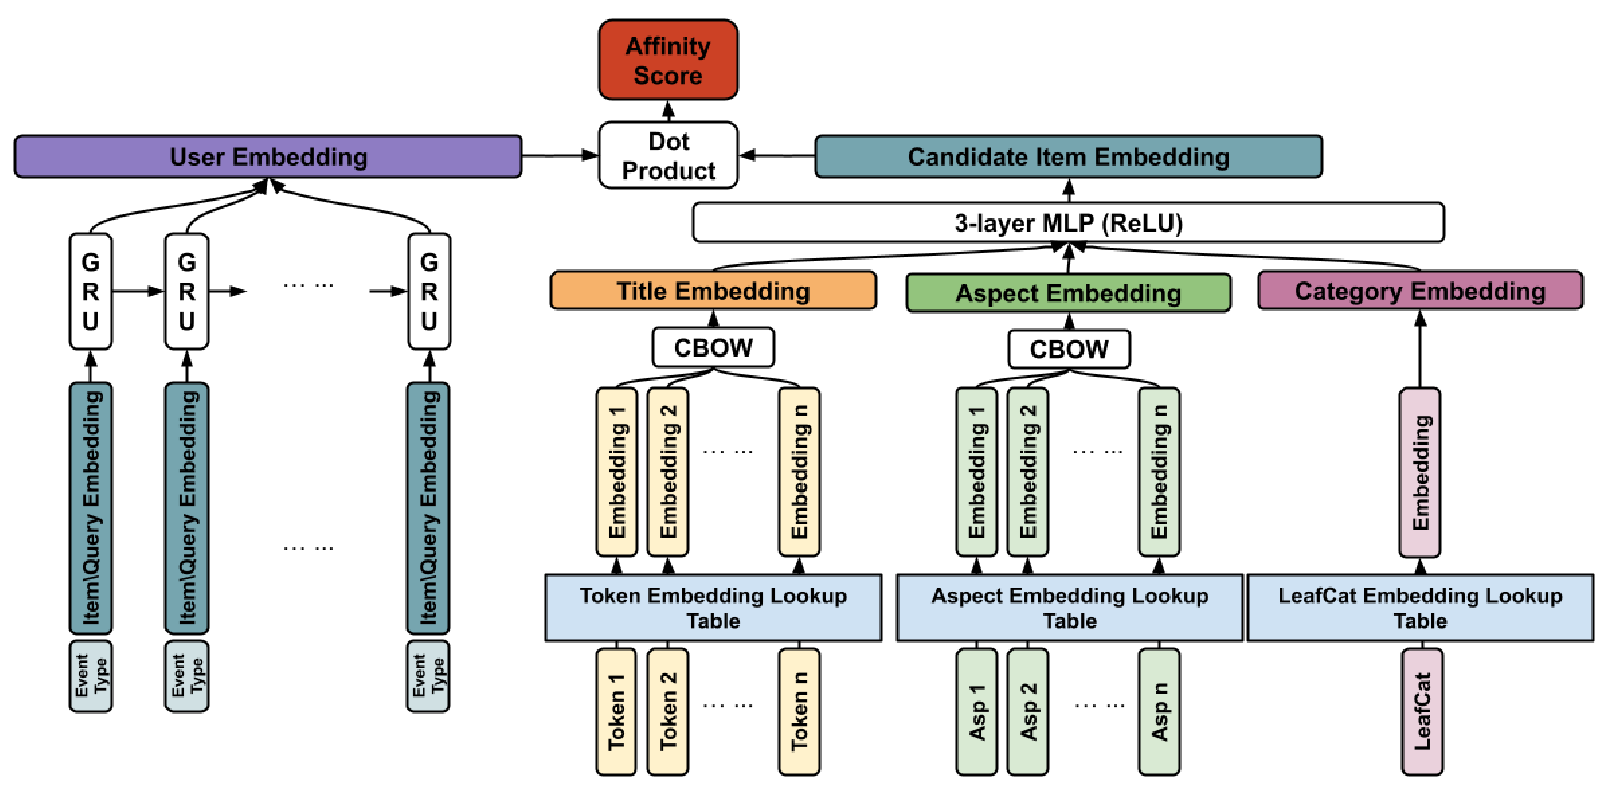 Affinity
Score
User Embedding
Dot
Product
Candidate Item Embedding
3-layer MLP (ReLU)
G
R
U
G
R
U
... ...
G
R
U
Title Embedding
Aspect Embedding
Category Embedding
CBOW
CBOW
Item\Query Embedding
Item\Query Embedding
... ...
Item\Query Embedding
Embedding 1
Embedding 2
... ...
Embedding n
Embedding 1
Embedding 2
... ...
Embedding n
Embedding
Token Embedding Lookup
Table
Aspect Embedding Lookup
Table
LeafCat Embedding Lookup
Table
Event
Type
Event
Type
Event
Type
Token 1
Token 2
... ...
Token n
Asp 1
Asp 2
... ...
Asp n
LeafCat